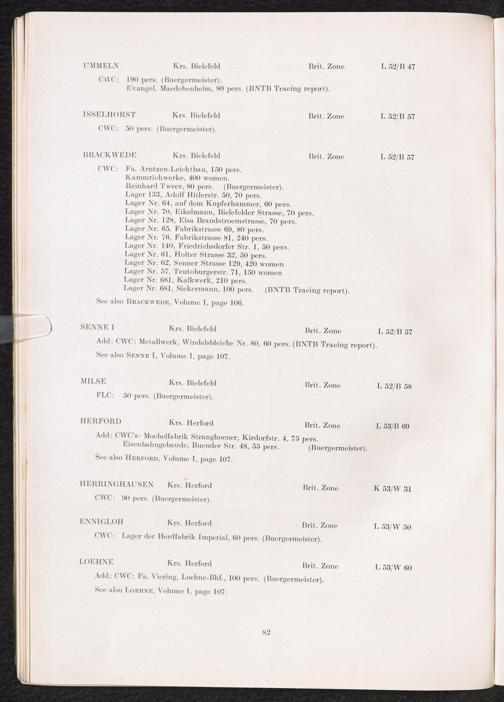 UMMELN Krs. Bielefeld Brit. Zone L 52/B 47
CWC: 190 pers. (Buergermeister).
Evangel. Maedchenheim, 80 pers. (BNTB Tracing report).
ISSELHORST Krs. Bielefeld Brit. Zone L 52/B 57
CWC: 50 pers. (Buergermeister).
BRACKWEDE Krs. Bielefeld Brit. Zone L 52/B 57
CWC: Fa. Arntzen-Leichtbau, 150 pers.
Kammrichwerke, 400 women.
Reinhard Tweer, 80 pers. (Buergermeister).
Lager 133, Adolf Hitlerstr. 50, 70 pers.
Lager Nr. 64, auf dem Kupferhammer, 60 pers.
Lager Nr. 70, Eikelmann, Bielefelder Strasse, 70 pers.
Lager Nr. 128, Elsa Brandstroemstrasse, 70 pers.
Lager Nr. 65, Fabrikstrasse 69, 80 pers.
Lager Nr. 76, Fabrikstrasse 81, 240 pers.
Lager Nr. 140, Friedrichsdorfer Str. 1, 50 pers.
Lager Nr. 61, Holter Strasse 32, 50 pers.
Lager Nr. 62, Senner Strasse 129, 420 women
Lager Nr. 57, Teutoburgerstr. 71, 150 women
Lager Nr. 681, Kalkwerk, 210 pers.
Lager Nr. 681, Siekermann, 100 pers. (BNTB Tracing report).
See also BRACKWEDE, Volume I, page 106.
SENNE I Krs. Bielefeld Brit. Zone L 52/B 57
Add: CWC: Metallwerk, Windelsbleiche Nr. 80, 60 pers. (BNTB Tracing report).
See also SENNE I, Volume I, page 107.
MILSE Krs. Bielefeld Brit. Zone L 52/B 58
FLC: 50 pers. (Buergermeister).
HERFORD Krs. Herford Brit. Zone L 53/B 69
Add: CWC's: Moebelfabrik Stranghoener, Kirdorfstr. 4, 75 pers.
Eisenbahngebaude, Buender Str. 48, 55 pers. (Buergermeister).
See also HERFORD, Volume I, page 107.
HERRINGHAUSEN Krs. Herford Brit. Zone K 53/W 31
CWC: 90 pers. (Buergermeister).
ENNIGLOH Krs. Herford Brit. Zone L 53/W 50
CWC: Lager der Herdfabrik Imperial, 60 pers. (Buergermeister).
LOEHNE Krs. Herford Brit. Zone L 53/W 60
Add: CWC: Fa. Viering, Loehne-Bhf., 100 pers. (Buergermeister).
See also LOEHNE, Volume I, page 107.
82